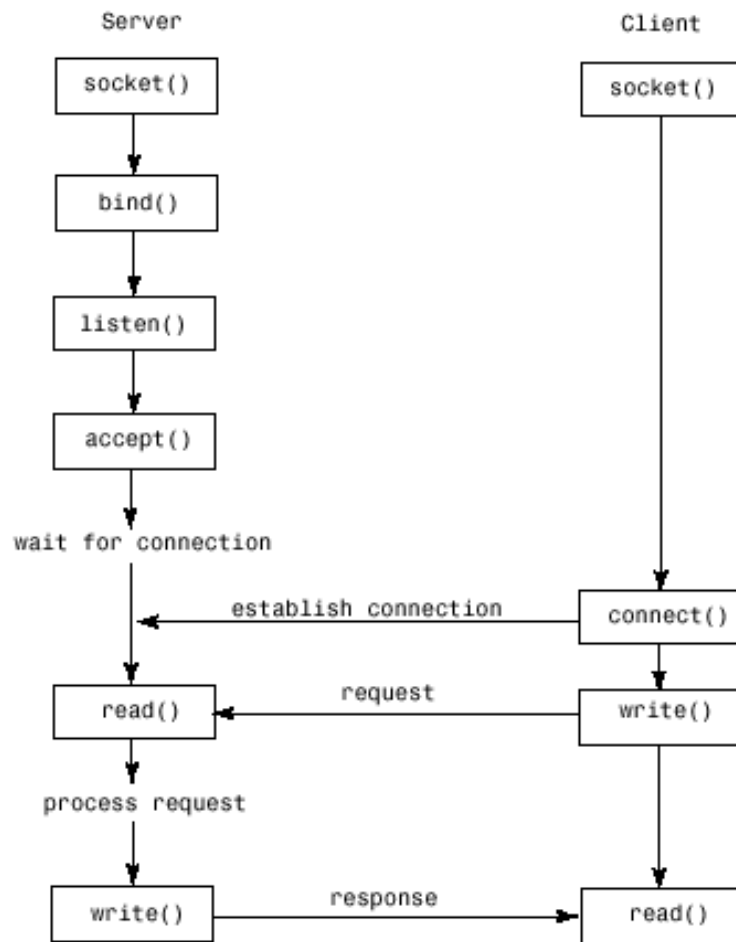 Server
Client
socket()
socket()
bind()
listen()
accept()
wait for connection
establish connection
connect()
read()
request
write()
process request
write()
response
read()